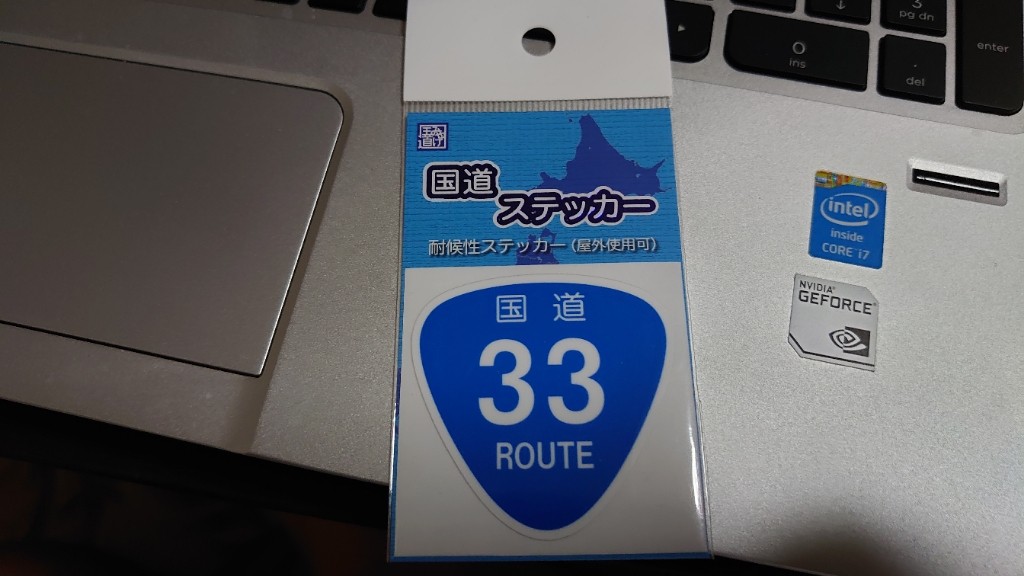 国道
ステッカー
耐候性ステッカー（屋外使用可）
国道
33
ROUTE
intel
inside
CORE i7
NVIDIA
GEFORCE
0
ins
3
pg dn
.
del
enter